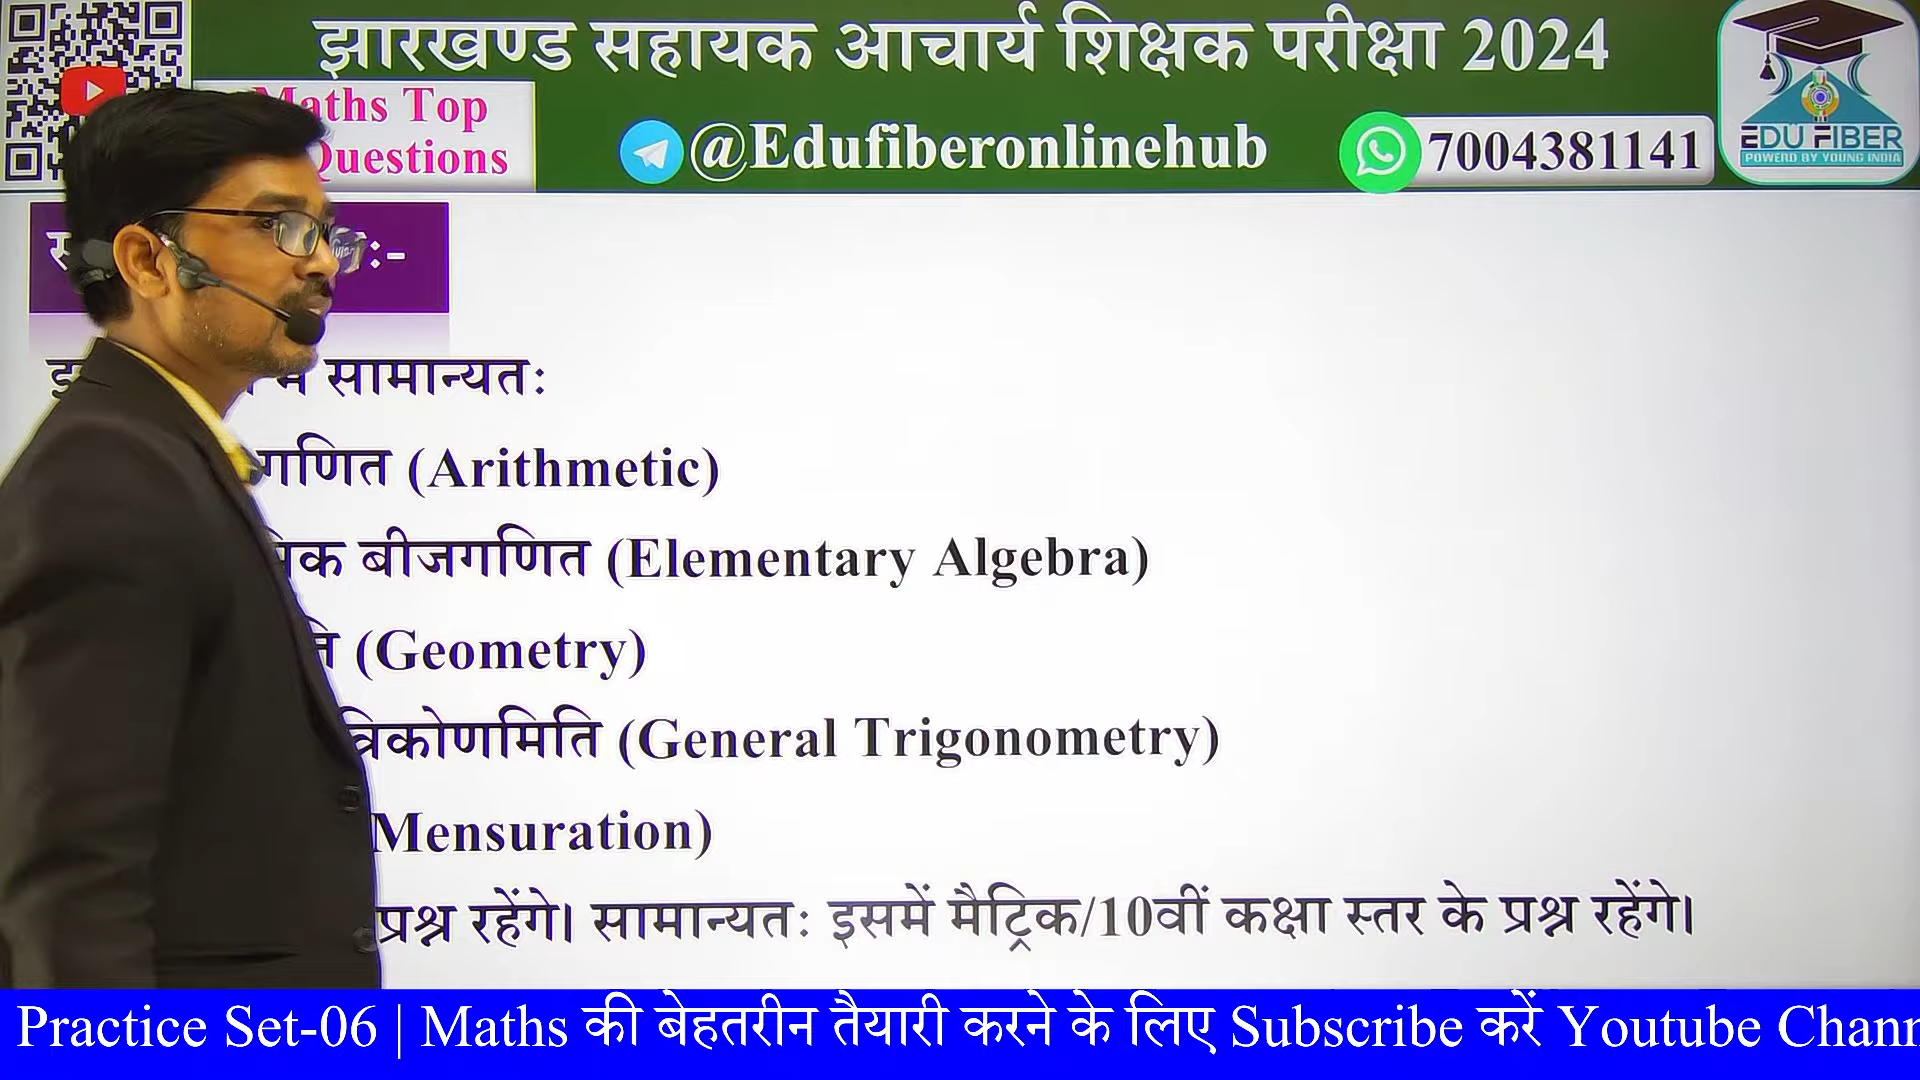 झारखण्ड सहायक आचार्य शिक्षक परीक्षा 2024
Maths Top
Questions
@Edufiberonlinehub
7004381141
EDU FIBER
POWERD BY YOUNG INDIA
में सामान्यतः
गणित (Arithmetic)
बीजगणित (Elementary Algebra)
(Geometry)
त्रिकोणमिति (General Trigonometry)
Mensuration)
प्रश्न रहेंगे। सामान्यतः इसमें मैट्रिक/10वीं कक्षा स्तर के प्रश्न रहेंगे।
Practice Set-06 | Maths की बेहतरीन तैयारी करने के लिए Subscribe करें Youtube Chann